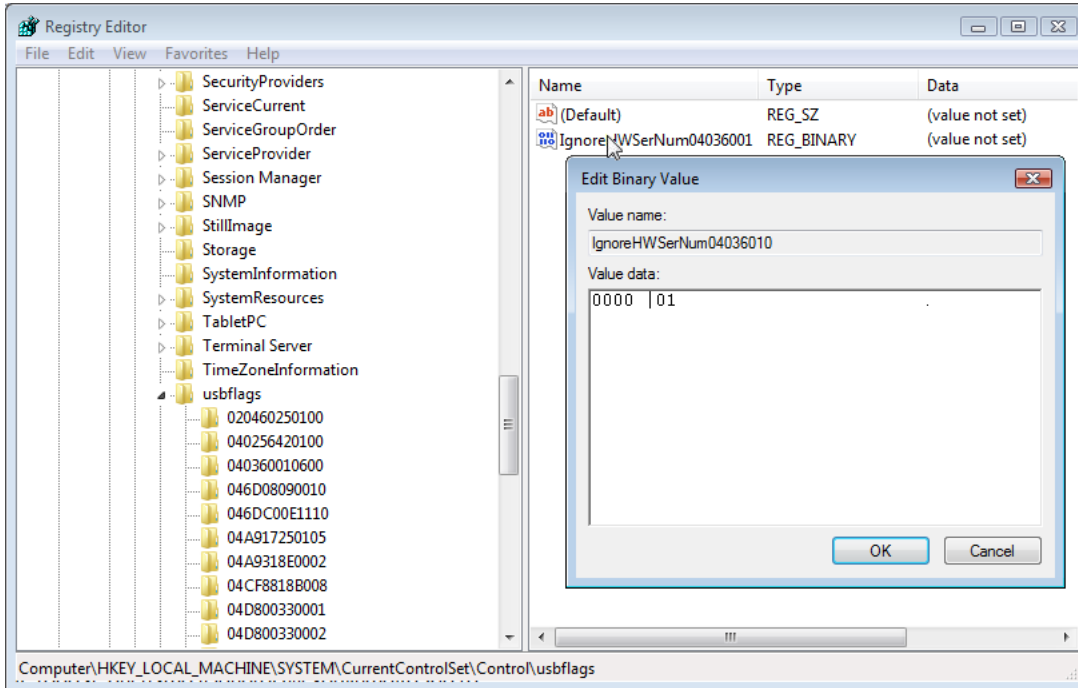 Registry Editor
File Edit View Favorites Help
SecurityProviders
ServiceCurrent
ServiceGroupOrder
ServiceProvider
Session Manager
SNMP
StillImage
Storage
SystemInformation
SystemResources
TabletPC
Terminal Server
TimeZoneInformation
usbflags
020460250100
040256420100
040360010600
046D08090010
046DC00E1110
04A917250105
04A9318E0002
04CF8818B008
04D800330001
04D800330002
Name Type Data
ab (Default) REG_SZ (value not set)
IgnoreHWSerNum04036001 REG_BINARY (value not set)
Edit Binary Value
Value name:
IgnoreHWSerNum04036010
Value data:
0000 01 .
OK Cancel
Computer\HKEY_LOCAL_MACHINE\SYSTEM\CurrentControlSet\Control\usbflags